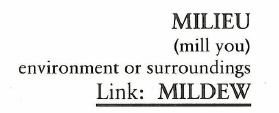 MILIEU
(mill you)
environment or surroundings
Link: MILDEW